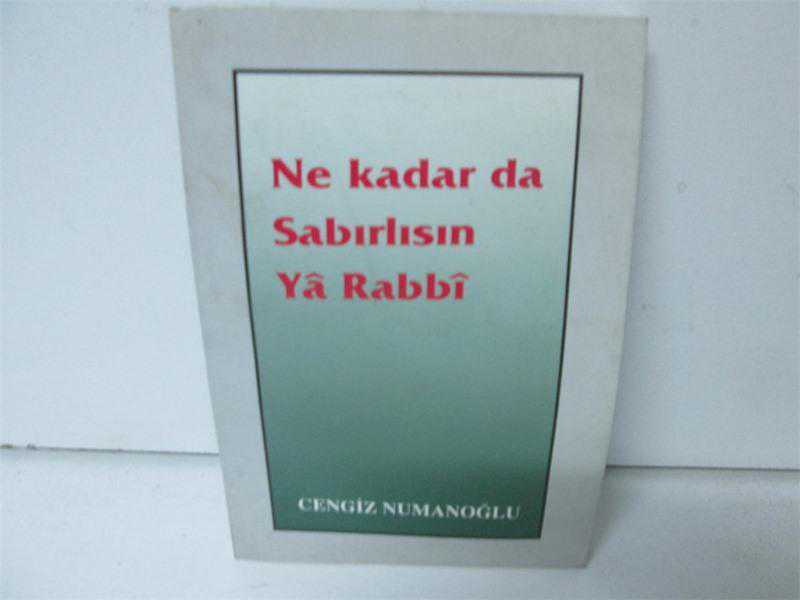 Ne kadar da
Sabırlısın
Yâ Rabbî
CENGİZ NUMANOĞLU